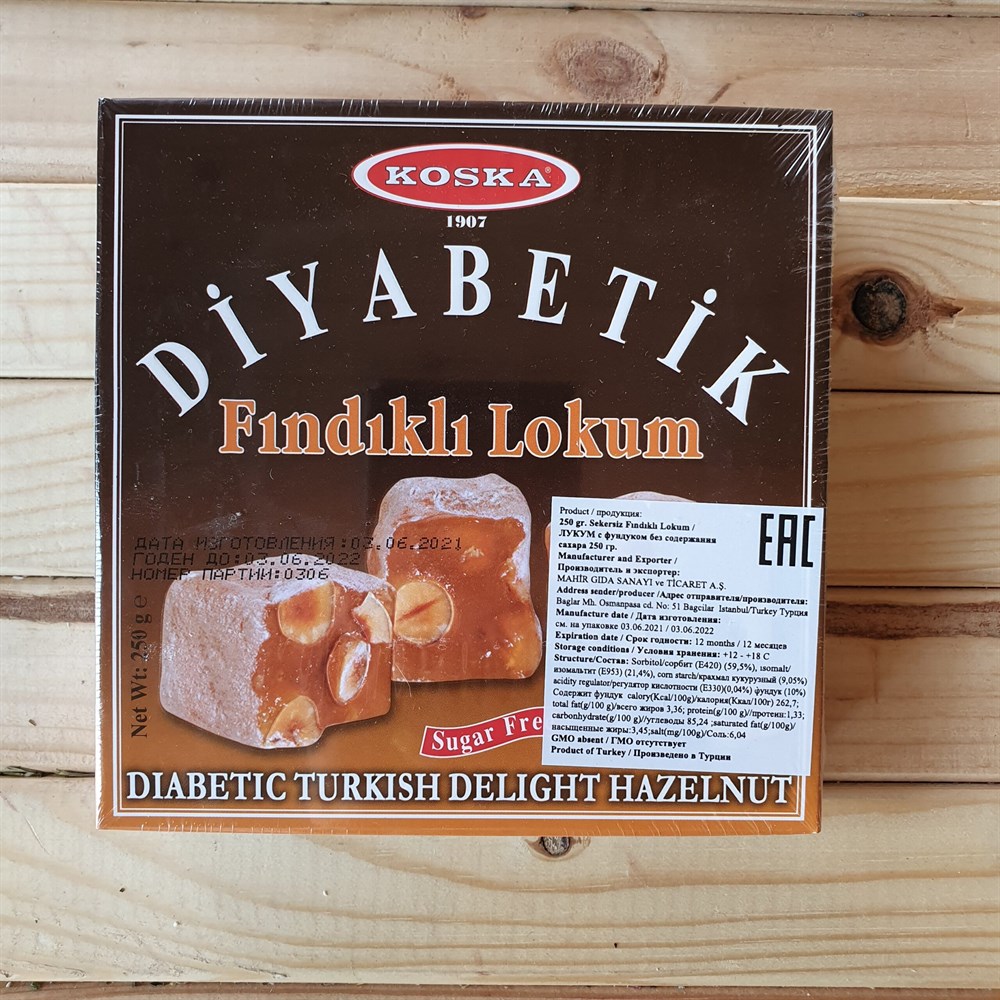 KOSKA®
1907
DİYABETİK
Fındıklı Lokum
ДАТА ИЗГОТОВЛЕНИЯ:03.06.2021
ГОДЕН ДО:03.06.2022
НОМЕР ПАРТИИ:0306
Net Wt: 250 g e
Sugar Fre
DIABETIC TURKISH DELIGHT HAZELNUT
EAC
Product / продукция:
250 gr. Sekersiz Fındıklı Lokum /
ЛУКУМ с фундуком без содержания
сахара 250 гр.
Manufacturer and Exporter /
Производитель и экспортер:
MAHİR GIDA SANAYI ve TİCARET A.Ş.
Address sender/producer /Адрес отправителя/производителя:
Baglar Mh. Osmanpasa cd. No: 51 Bagcilar Istanbul/Turkey Турция
Manufacture date / Дата изготовления:
см. на упаковке 03.06.2021 / 03.06.2022
Expiration date / Срок годности: 12 months / 12 месяцев
Storage conditions / Условия хранения: +12 - +18 С
Structure/Состав: Sorbitol/сорбит (E420) (59,5%), isomalt/
изомальтит (E953) (21,4%), corn starch/крахмал кукурузный (9,05%)
acidity regulator/регулятор кислотности (E330)(0,04%) фундук (10%)
Содержит фундук calory(Kcal/100g)/калория(Ккал/100г) 262,7;
total fat(g/100 g)/всего жиров 3,36; protein(g/100 g)//протеин:1,33;
carbohydrate(g/100 g)//углеводы 85,24 ;saturated fat(g/100g)/
насыщенные жиры:3,45;salt(mg/100g)/Соль:6,04
GMO absent / ГМО отсутствует
Product of Turkey / Произведено в Турции